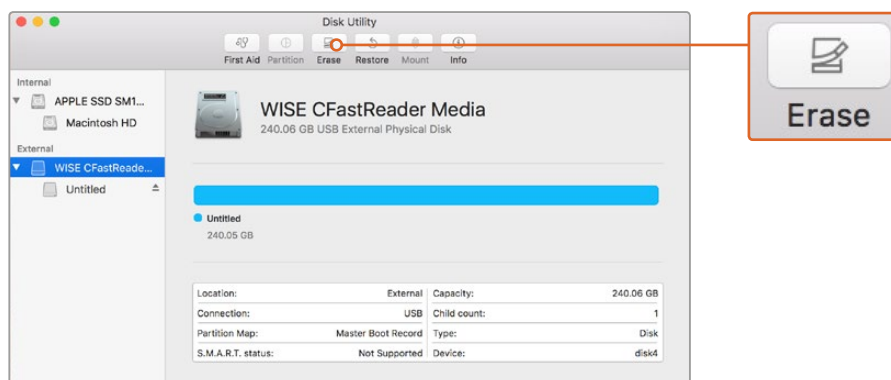 Disk Utility
First Aid Partition Erase Restore Mount Info
Erase
Internal
APPLE SSD SM1...
Macintosh HD
External
WISE CFastReade...
Untitled
WISE CFastReader Media
240.06 GB USB External Physical Disk
Untitled
240.05 GB
Location: External Capacity: 240.06 GB
Connection: USB Child count: 1
Partition Map: Master Boot Record Type: Disk
S.M.A.R.T. status: Not Supported Device: disk4